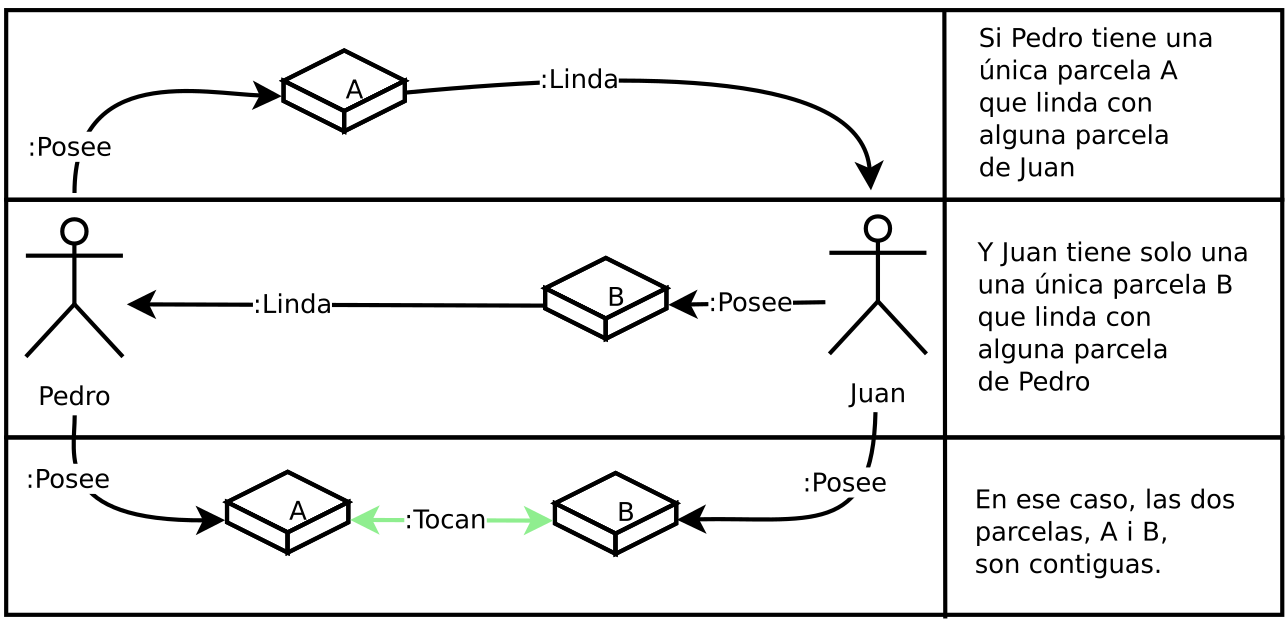 A
:Linda
:Posee
Si Pedro tiene una
única parcela A
que linda con
alguna parcela
de Juan
:Linda
B
:Posee
Pedro
Juan
Y Juan tiene solo una
una única parcela B
que linda con
alguna parcela
de Pedro
:Posee
A
:Tocan
B
:Posee
En ese caso, las dos
parcelas, A i B,
son contiguas.